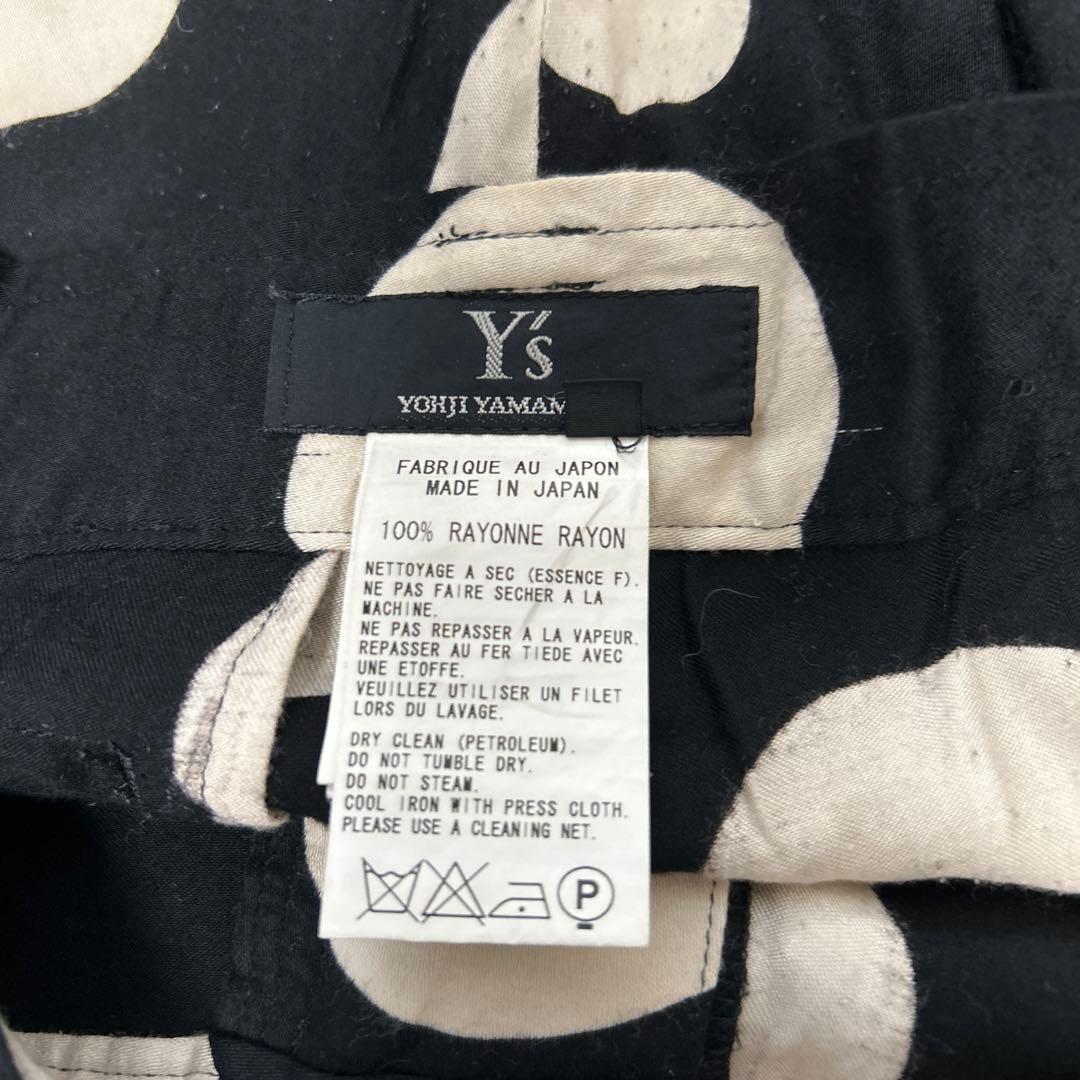 Y's
YOHJI YAMAM
FABRIQUE AU JAPON
MADE IN JAPAN
100% RAYONNE RAYON
NETTOYAGE A SEC (ESSENCE F).
NE PAS FAIRE SECHER A LA
MACHINE.
NE PAS REPASSER A LA VAPEUR.
REPASSER AU FER TIEDE AVEC
UNE ETOFFE.
VEUILLEZ UTILISER UN FILET
LORS DU LAVAGE.
DRY CLEAN (PETROLEUM).
DO NOT TUMBLE DRY.
DO NOT STEAM.
COOL IRON WITH PRESS CLOTH.
PLEASE USE A CLEANING NET.
P